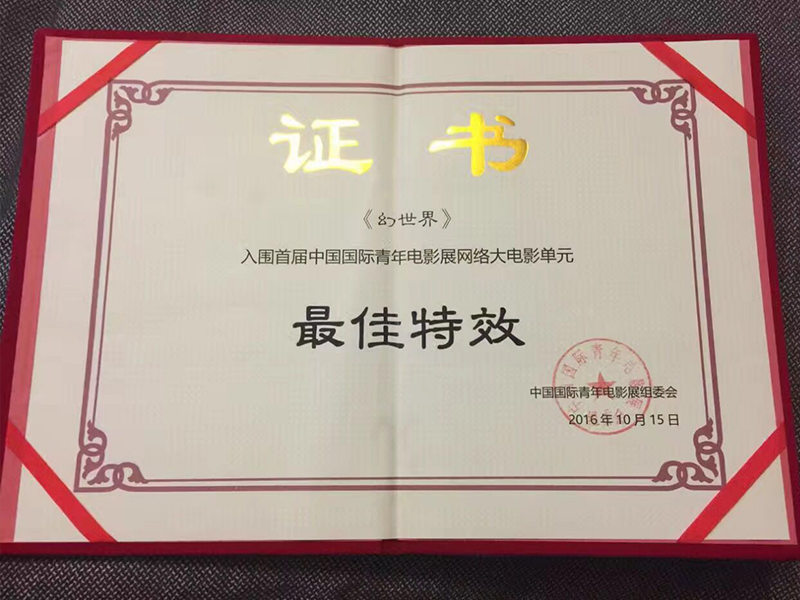 证书
《幻世界》
入围首届中国国际青年电影展网络大电影单元
最佳特效
中国国际青年电影展组委会
2016年10月15日